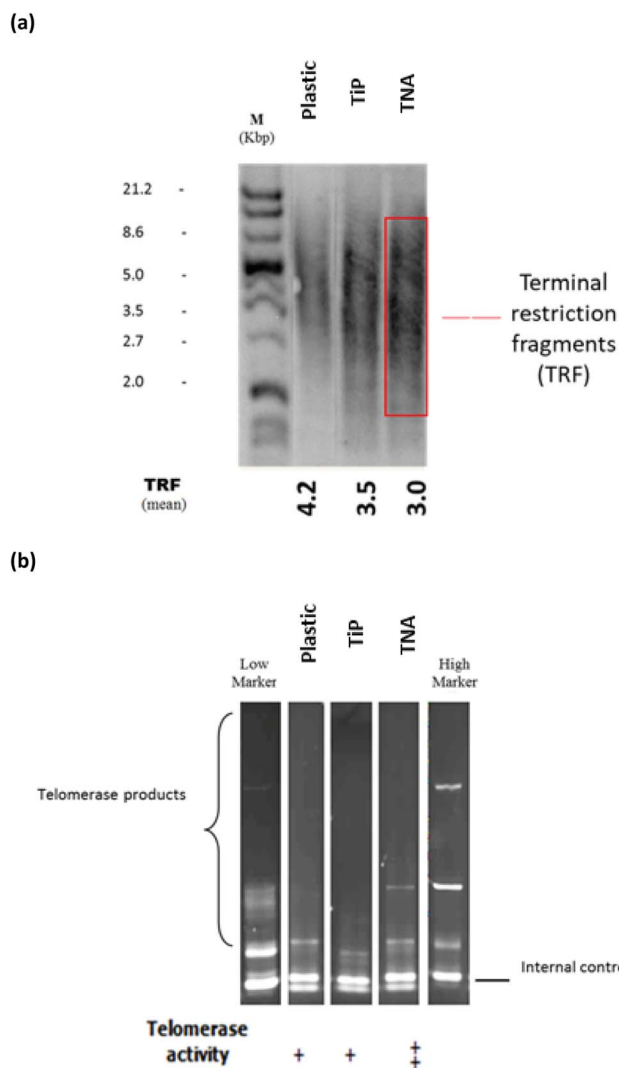 (a)
Plastic
TiP
TNA
M
(Kbp)
21.2 -
8.6 -
5.0 -
3.5 -
2.7 -
2.0 -
Terminal
restriction
fragments
(TRF)
TRF
(mean)
4.2
3.5
3.0
(b)
Plastic
TiP
TNA
Low
Marker
High
Marker
Telomerase products
Internal contro
Telomerase
activity
+
+
++